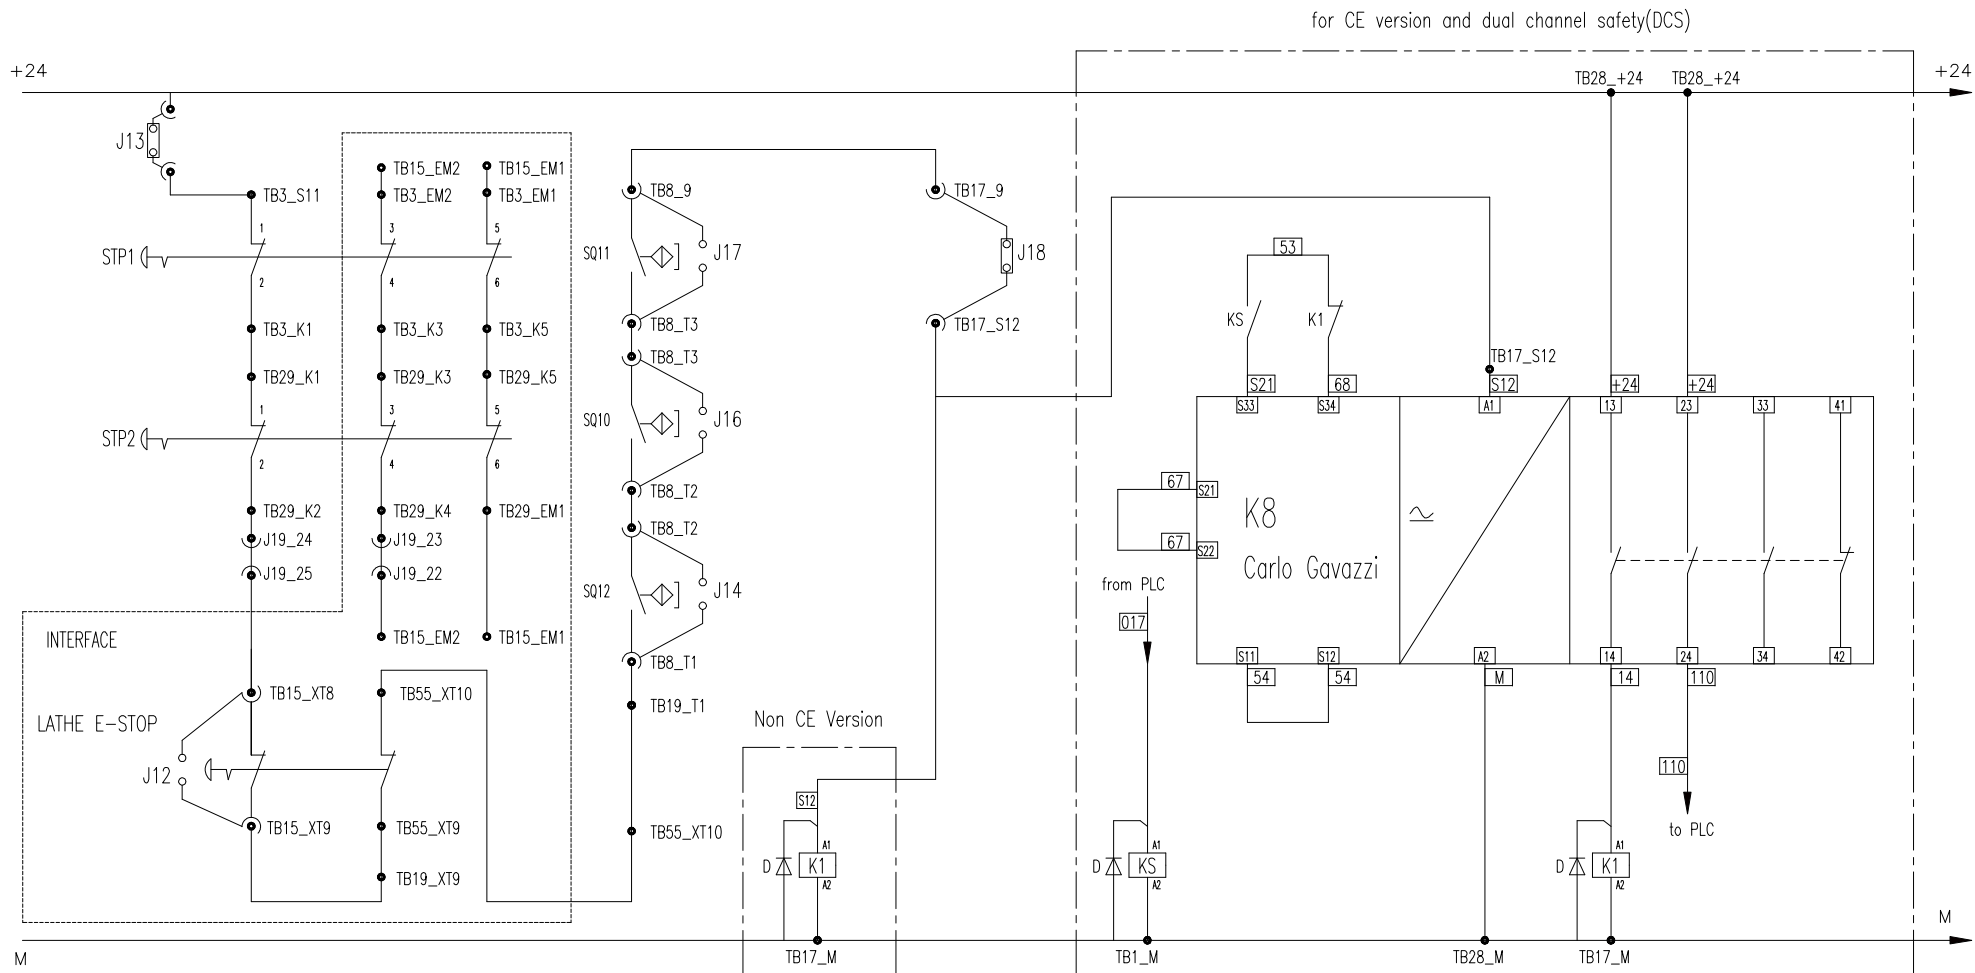 for CE version and dual channel safety(DCS)
+24
TB28_+24
TB28_+24
+24
J13
TB3_S11
TB15_EM2
TB3_EM2
TB15_EM1
TB3_EM1
TB8_9
TB17_9
1
3
5
STP1
2
4
6
SQ11
J17
J18
53
KS
K1
TB3_K1
TB3_K3
TB3_K5
TB8_T3
TB17_S12
TB8_T3
TB17_S12
TB29_K1
TB29_K3
TB29_K5
S21
68
S12
+24
+24
S33
S34
A1
13
23
33
41
1
3
5
STP2
2
4
6
SQ10
J16
67
S21
K8
≃
TB8_T2
TB29_K2
TB29_K4
TB29_EM1
TB8_T2
J19_24
J19_23
67
S22
J19_25
J19_22
Carlo Gavazzi
from PLC
SQ12
J14
017
INTERFACE
TB15_EM2
TB15_EM1
TB8_T1
S11
S12
A2
14
24
34
42
54
54
M
14
110
TB15_XT8
TB55_XT10
TB19_T1
LATHE E-STOP
Non CE Version
J12
110
S12
TB15_XT9
TB55_XT9
TB55_XT10
to PLC
A1
A1
A1
D
K1
D
KS
D
K1
A2
A2
A2
TB19_XT9
M
M
TB17_M
TB1_M
TB28_M
TB17_M